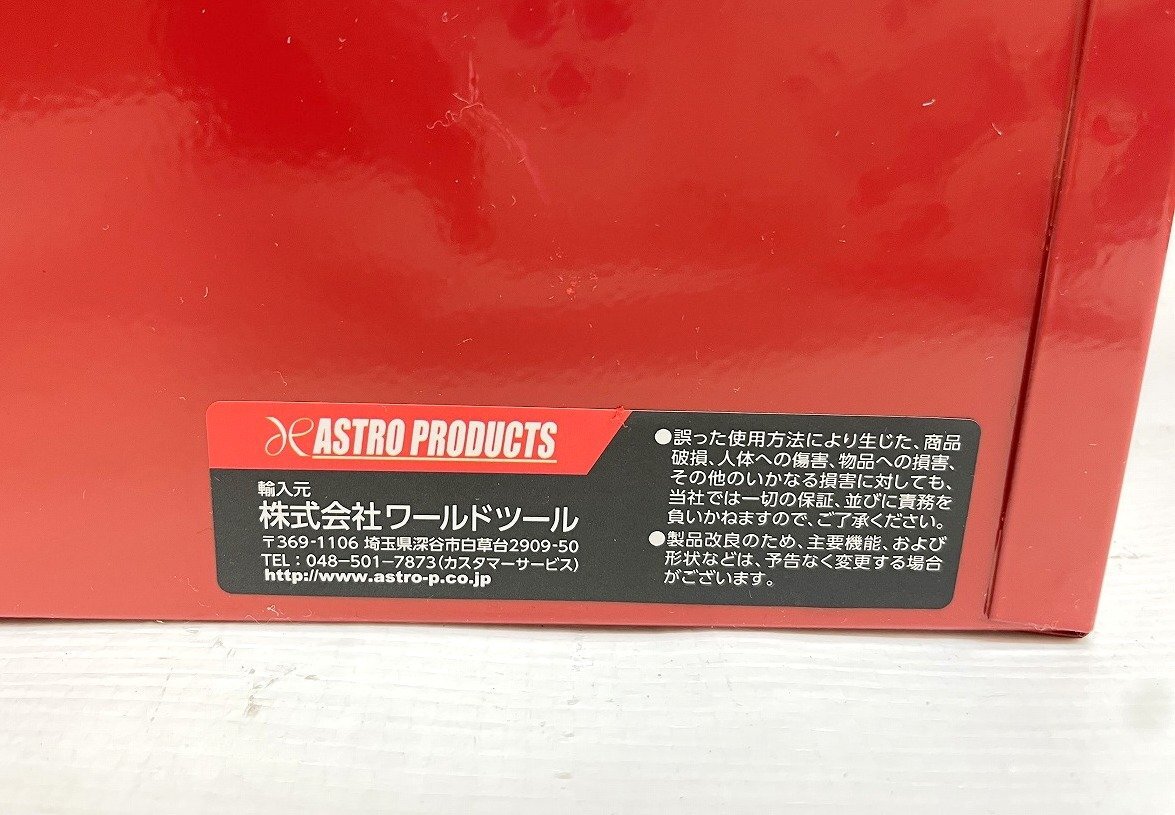 ASTRO PRODUCTS
輸入元
株式会社ワールドツール
〒369-1106 埼玉県深谷市白草台2909-50
TEL：048-501-7873(カスタマーサービス)
http://www.astro-p.co.jp
●誤った使用方法により生じた、商品
破損、人体への傷害、物品への損害、
その他のいかなる損害に対しても、
当社では一切の保証、並びに責務を
負いかねますので、ご了承ください。
●製品改良のため、主要機能、および
形状などは、予告なく変更する場合
がございます。